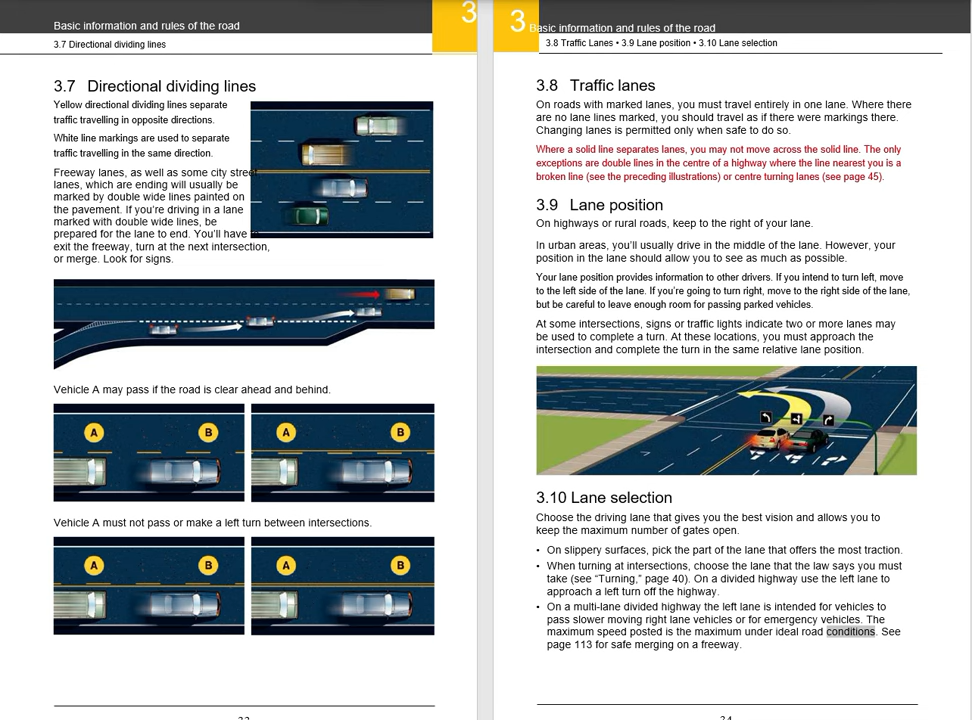 3
Basic information and rules of the road
3.7 Directional dividing lines
3.7 Directional dividing lines
Yellow directional dividing lines separate
traffic travelling in opposite directions.
White line markings are used to separate
traffic travelling in the same direction.
Freeway lanes, as well as some city street
lanes, which are ending will usually be
marked by double wide lines painted on
the pavement. If you’re driving in a lane
marked with double wide lines, be
prepared for the lane to end. You’ll have to
exit the freeway, turn at the next intersection,
or merge. Look for signs.
Vehicle A may pass if the road is clear ahead and behind.
A
B
A
B
Vehicle A must not pass or make a left turn between intersections.
A
B
A
B
3 Basic information and rules of the road
3.8 Traffic Lanes • 3.9 Lane position • 3.10 Lane selection
3.8 Traffic lanes
On roads with marked lanes, you must travel entirely in one lane. Where there
are no lane lines marked, you should travel as if there were markings there.
Changing lanes is permitted only when safe to do so.
Where a solid line separates lanes, you may not move across the solid line. The only
exceptions are double lines in the centre of a highway where the line nearest you is a
broken line (see the preceding illustrations) or centre turning lanes (see page 45).
3.9 Lane position
On highways or rural roads, keep to the right of your lane.
In urban areas, you’ll usually drive in the middle of the lane. However, your
position in the lane should allow you to see as much as possible.
Your lane position provides information to other drivers. If you intend to turn left, move
to the left side of the lane. If you’re going to turn right, move to the right side of the lane,
but be careful to leave enough room for passing parked vehicles.
At some intersections, signs or traffic lights indicate two or more lanes may
be used to complete a turn. At these locations, you must approach the
intersection and complete the turn in the same relative lane position.
3.10 Lane selection
Choose the driving lane that gives you the best vision and allows you to
keep the maximum number of gates open.
• On slippery surfaces, pick the part of the lane that offers the most traction.
• When turning at intersections, choose the lane that the law says you must
take (see “Turning,” page 40). On a divided highway use the left lane to
approach a left turn off the highway.
• On a multi-lane divided highway the left lane is intended for vehicles to
pass slower moving right lane vehicles or for emergency vehicles. The
maximum speed posted is the maximum under ideal road conditions. See
page 113 for safe merging on a freeway.